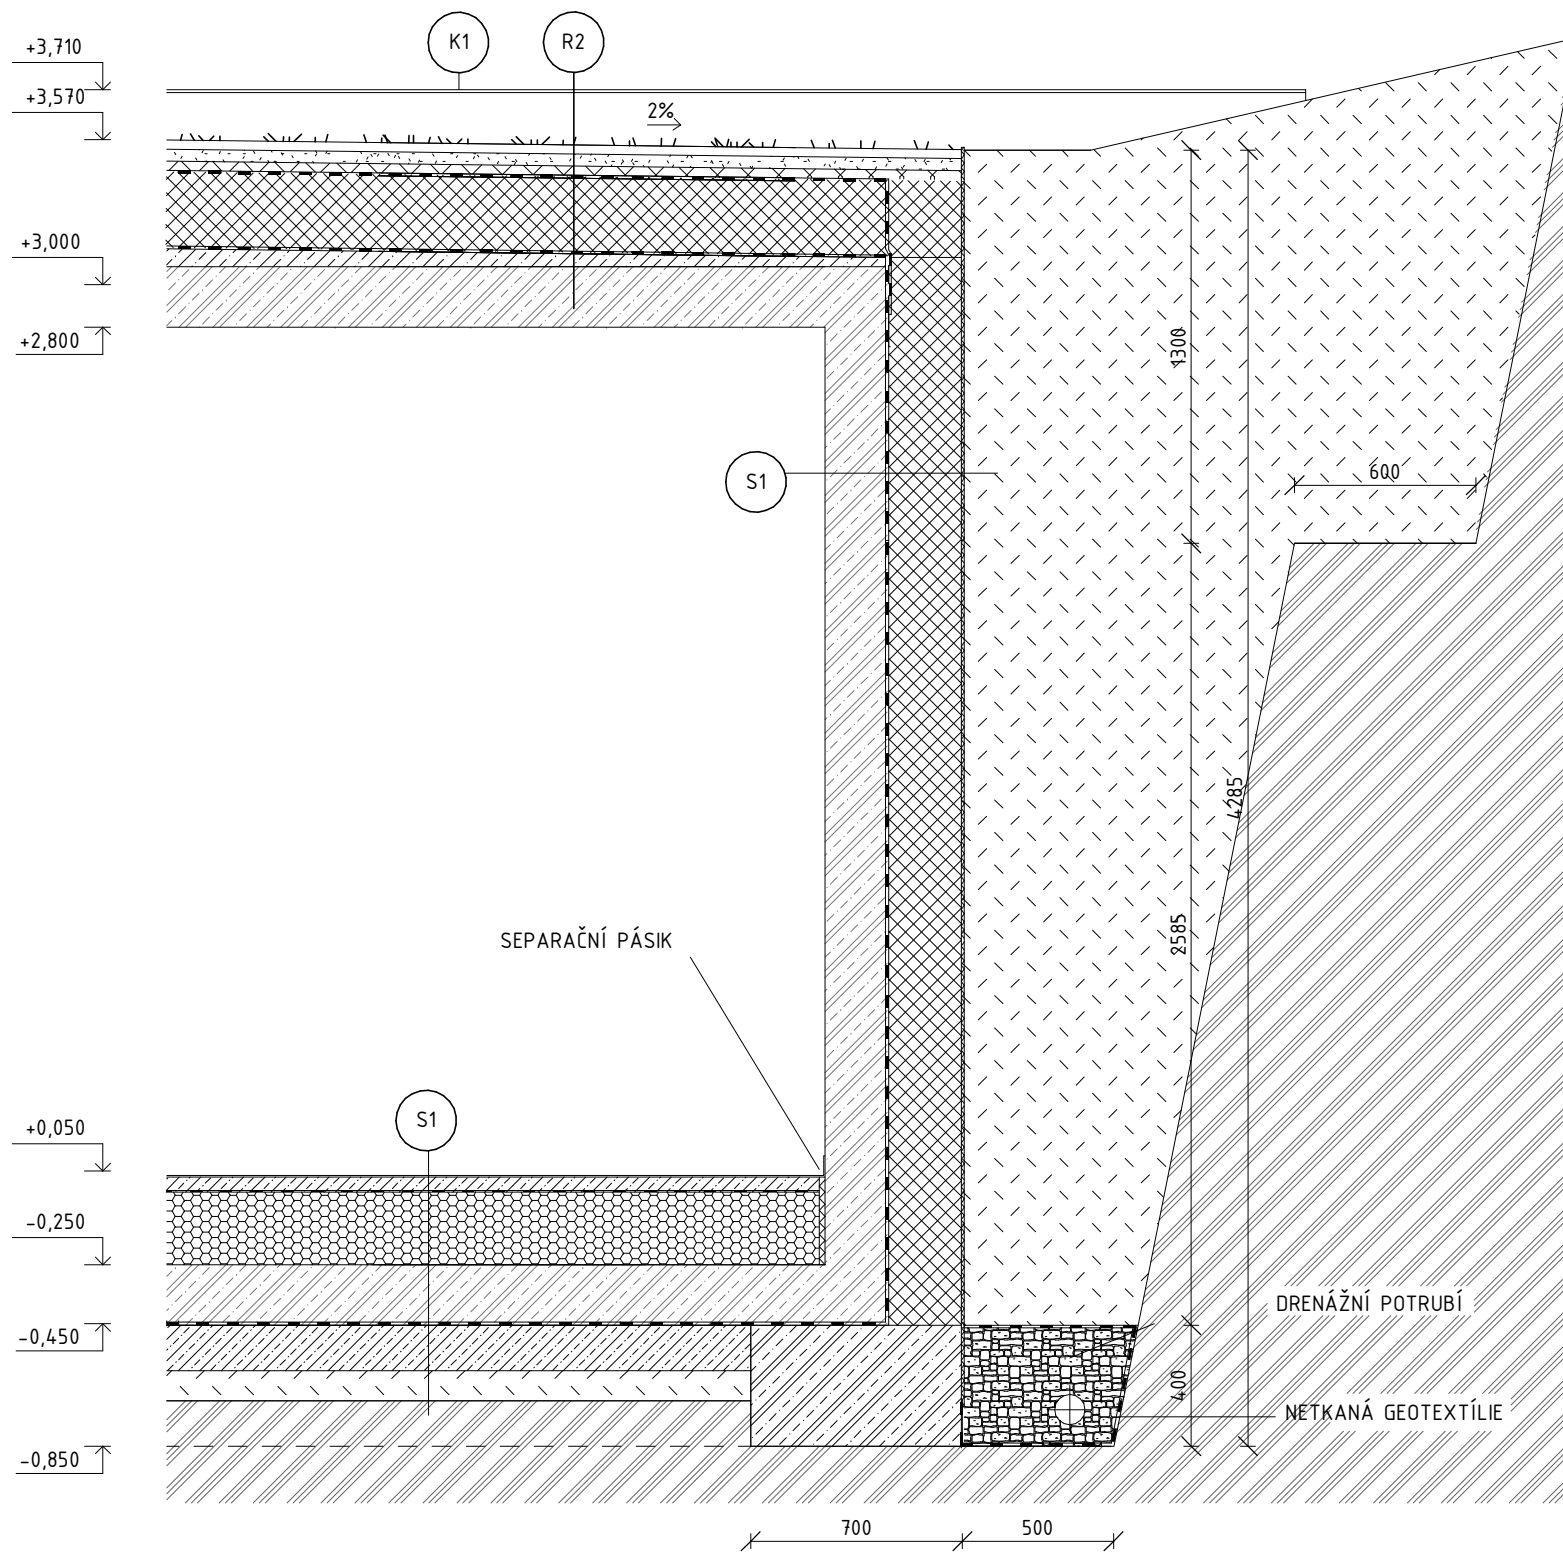 K1
R2
+3,710
+3,570
2%
+3,000
+2,800
1300
S1
600
4285
2585
SEPARAČNÍ PÁSIK
S1
+0,050
-0,250
DRENÁŽNÍ POTRUBÍ
-0,450
400
NETKANÁ GEOTEXTÍLIE
-0,850
700
500